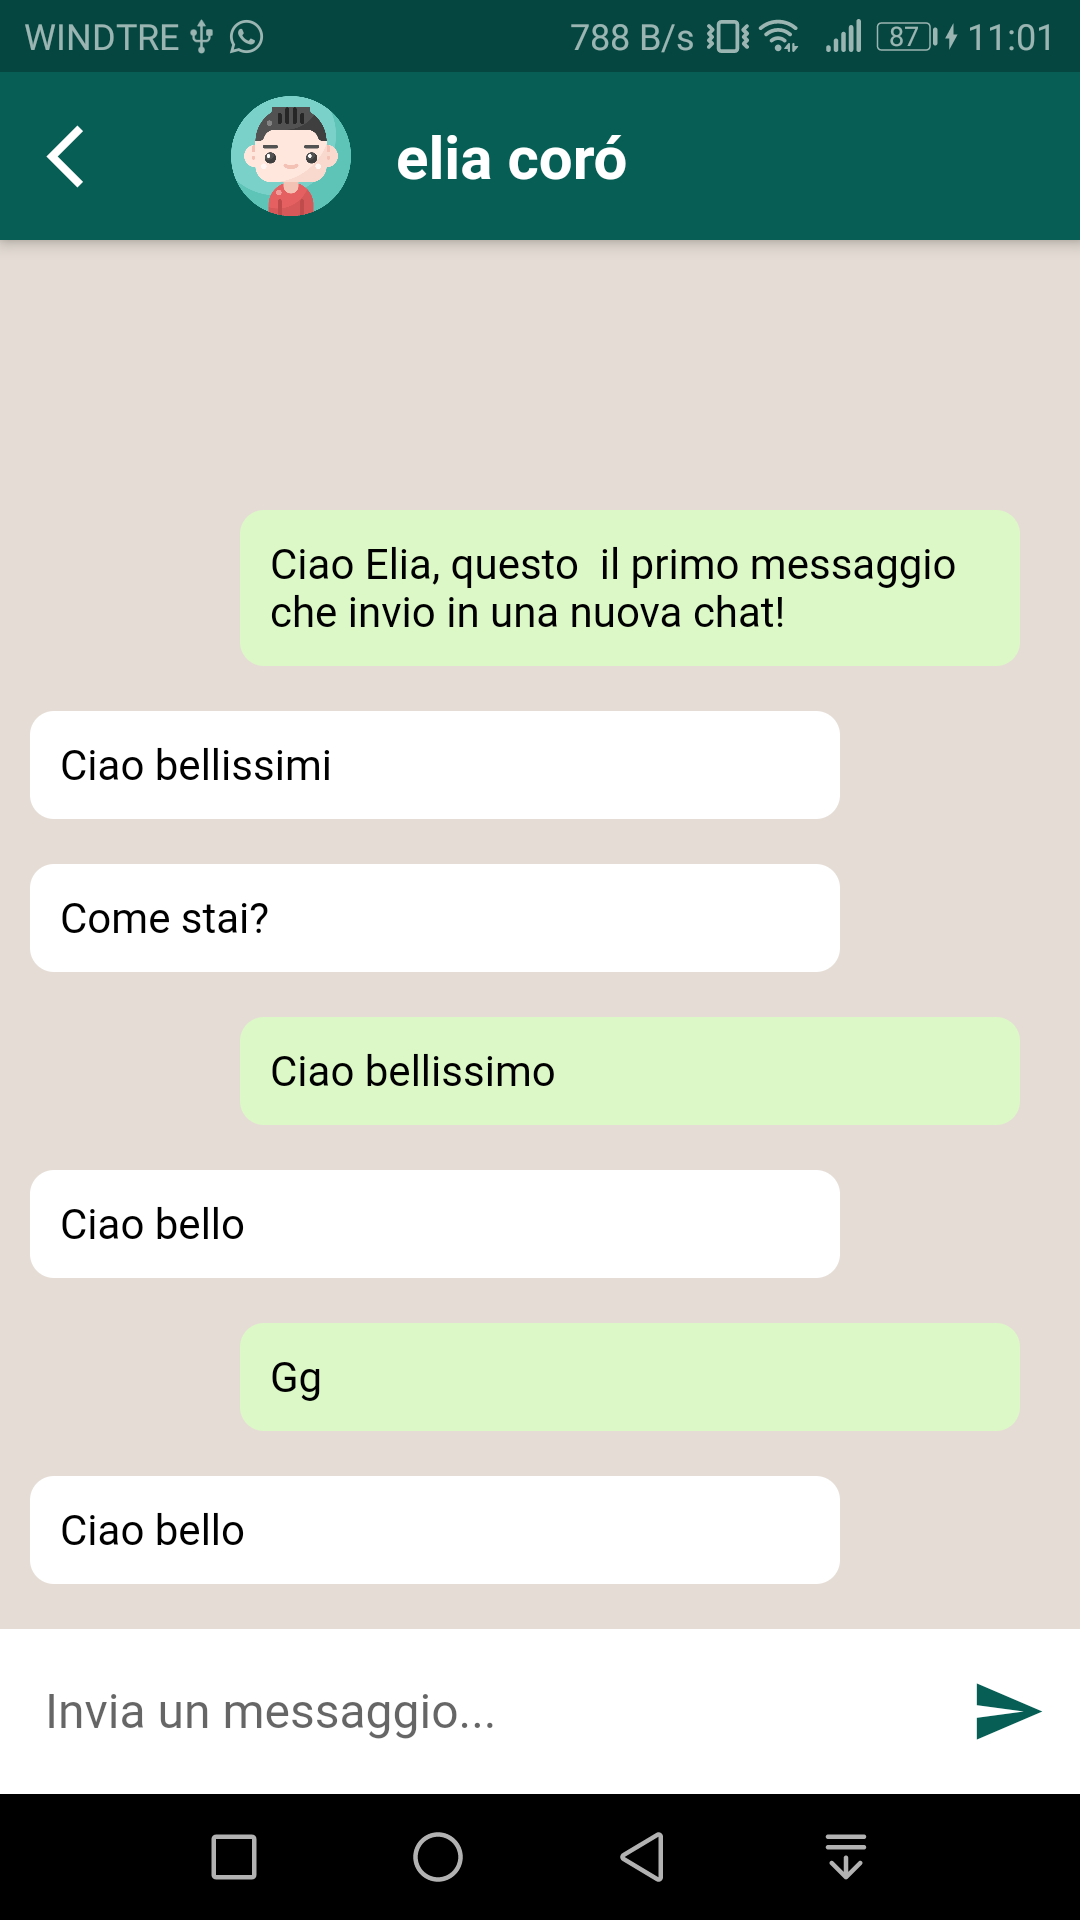 WINDTRE 788 B/s 87 11:01
elia coró
Ciao Elia, questo  il primo messaggio
che invio in una nuova chat!
Ciao bellissimi
Come stai?
Ciao bellissimo
Ciao bello
Gg
Ciao bello
Invia un messaggio...